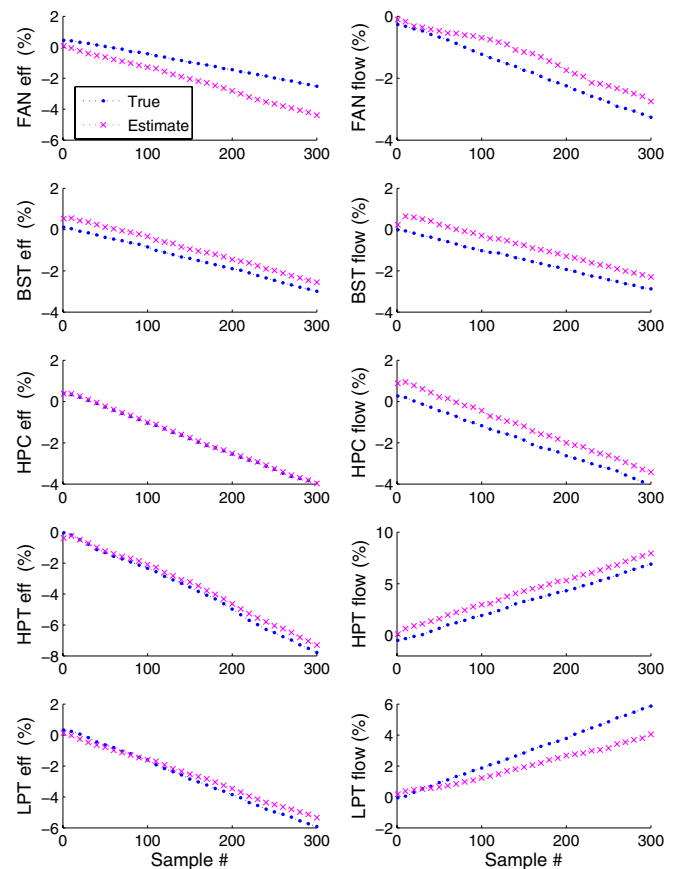 2
0
−2
−4
−6
FAN eff (%)
True
Estimate
0 100 200 300
0
−2
−4
FAN flow (%)
0 100 200 300
2
0
−2
−4
BST eff (%)
0 100 200 300
2
0
−2
−4
BST flow (%)
0 100 200 300
2
0
−2
−4
HPC eff (%)
0 100 200 300
2
0
−2
−4
HPC flow (%)
0 100 200 300
0
−2
−4
−6
−8
HPT eff (%)
0 100 200 300
10
5
0
HPT flow (%)
0 100 200 300
2
0
−2
−4
−6
LPT eff (%)
0 100 200 300
Sample #
6
4
2
0
−2
LPT flow (%)
0 100 200 300
Sample #